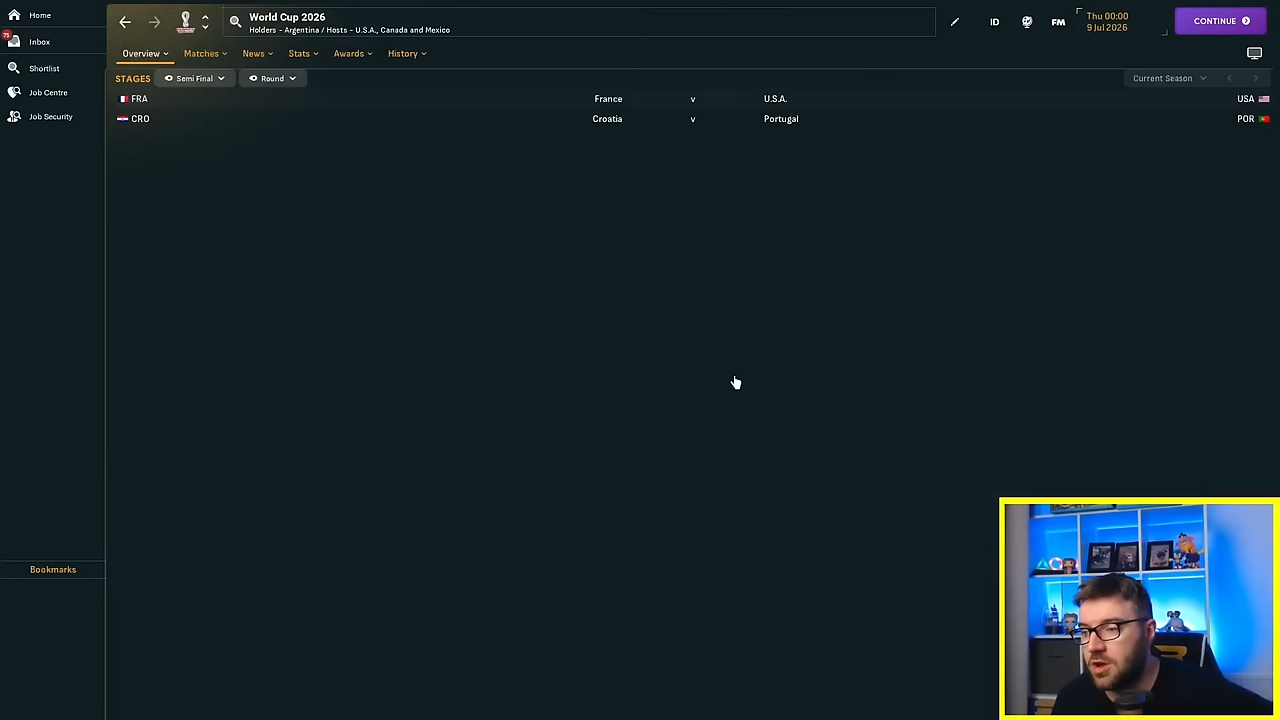 Home
World Cup 2026
Holders - Argentina / Hosts - U.S.A., Canada and Mexico
ID
FM
Thu 00:00
9 Jul 2026
CONTINUE
75
Inbox
Overview
Matches
News
Stats
Awards
History
Shortlist
STAGES
Semi Final
Round
Current Season
Job Centre
FRA
France
v
U.S.A.
USA
Job Security
CRO
Croatia
v
Portugal
POR
Bookmarks